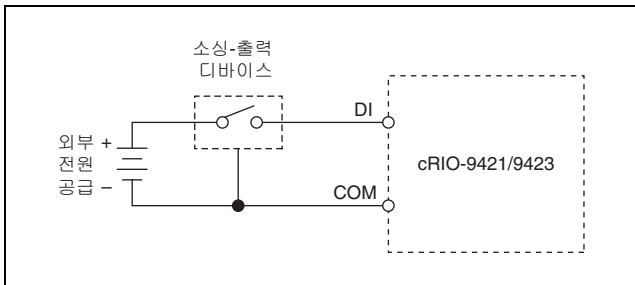 소싱-출력
디바이스
DI
외부 +
전원
공급 –
cRIO-9421/9423
COM